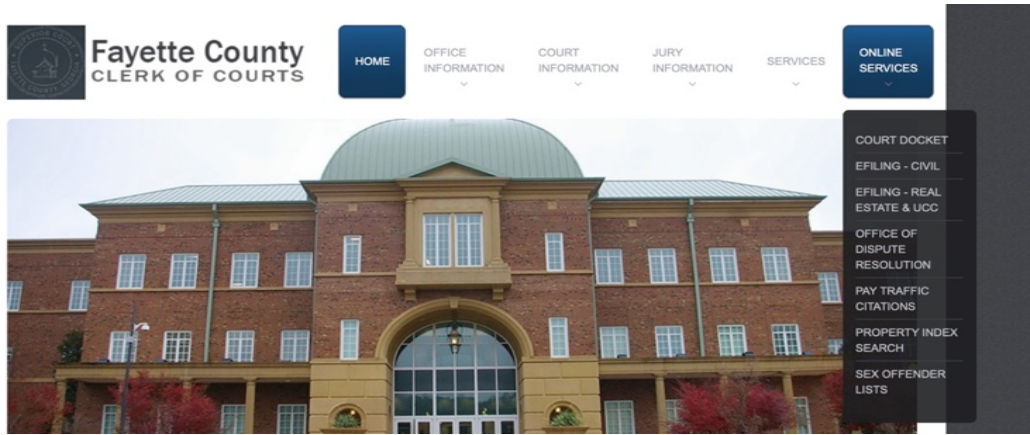 Fayette County
CLERK OF COURTS
HOME
OFFICE
INFORMATION
COURT
INFORMATION
JURY
INFORMATION
SERVICES
ONLINE
SERVICES
COURT DOCKET
EFILING - CIVIL
EFILING - REAL
ESTATE & UCC
OFFICE OF
DISPUTE
RESOLUTION
PAY TRAFFIC
CITATIONS
PROPERTY INDEX
SEARCH
SEX OFFENDER
LISTS